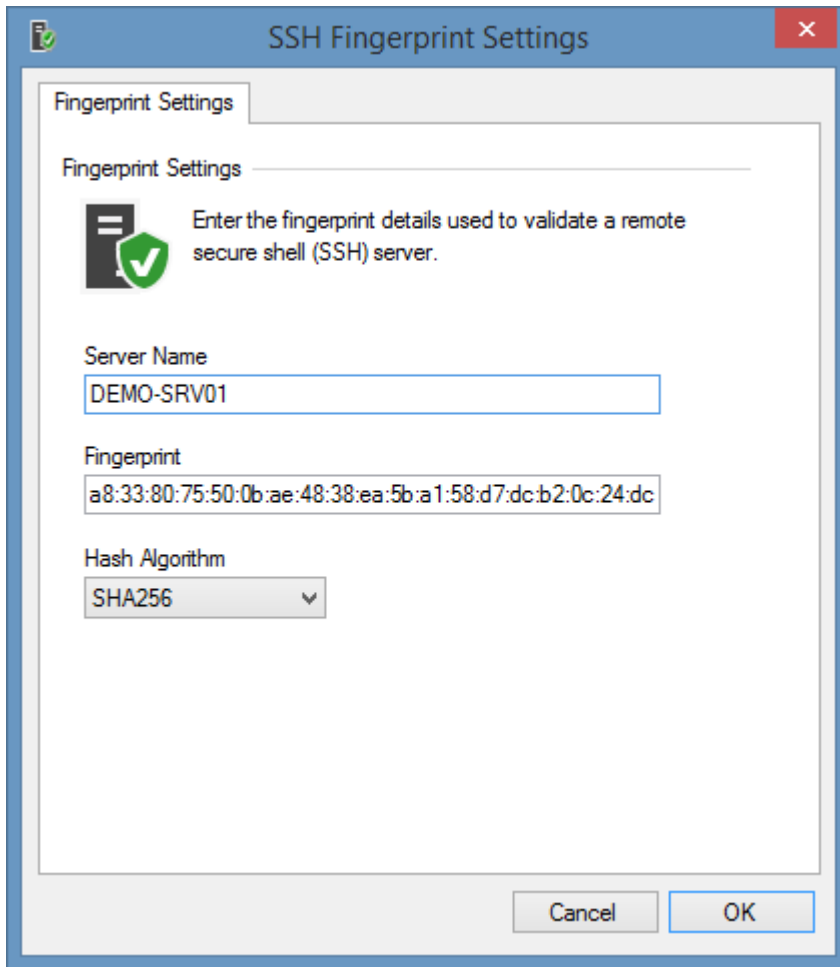 SSH Fingerprint Settings
Fingerprint Settings
Fingerprint Settings
Enter the fingerprint details used to validate a remote
secure shell (SSH) server.
Server Name
DEMO-SRV01
Fingerprint
a8:33:80:75:50:0b:ae:48:38:ea:5b:a1:58:d7:dc:b2:0c:24:dc
Hash Algorithm
SHA256
Cancel OK